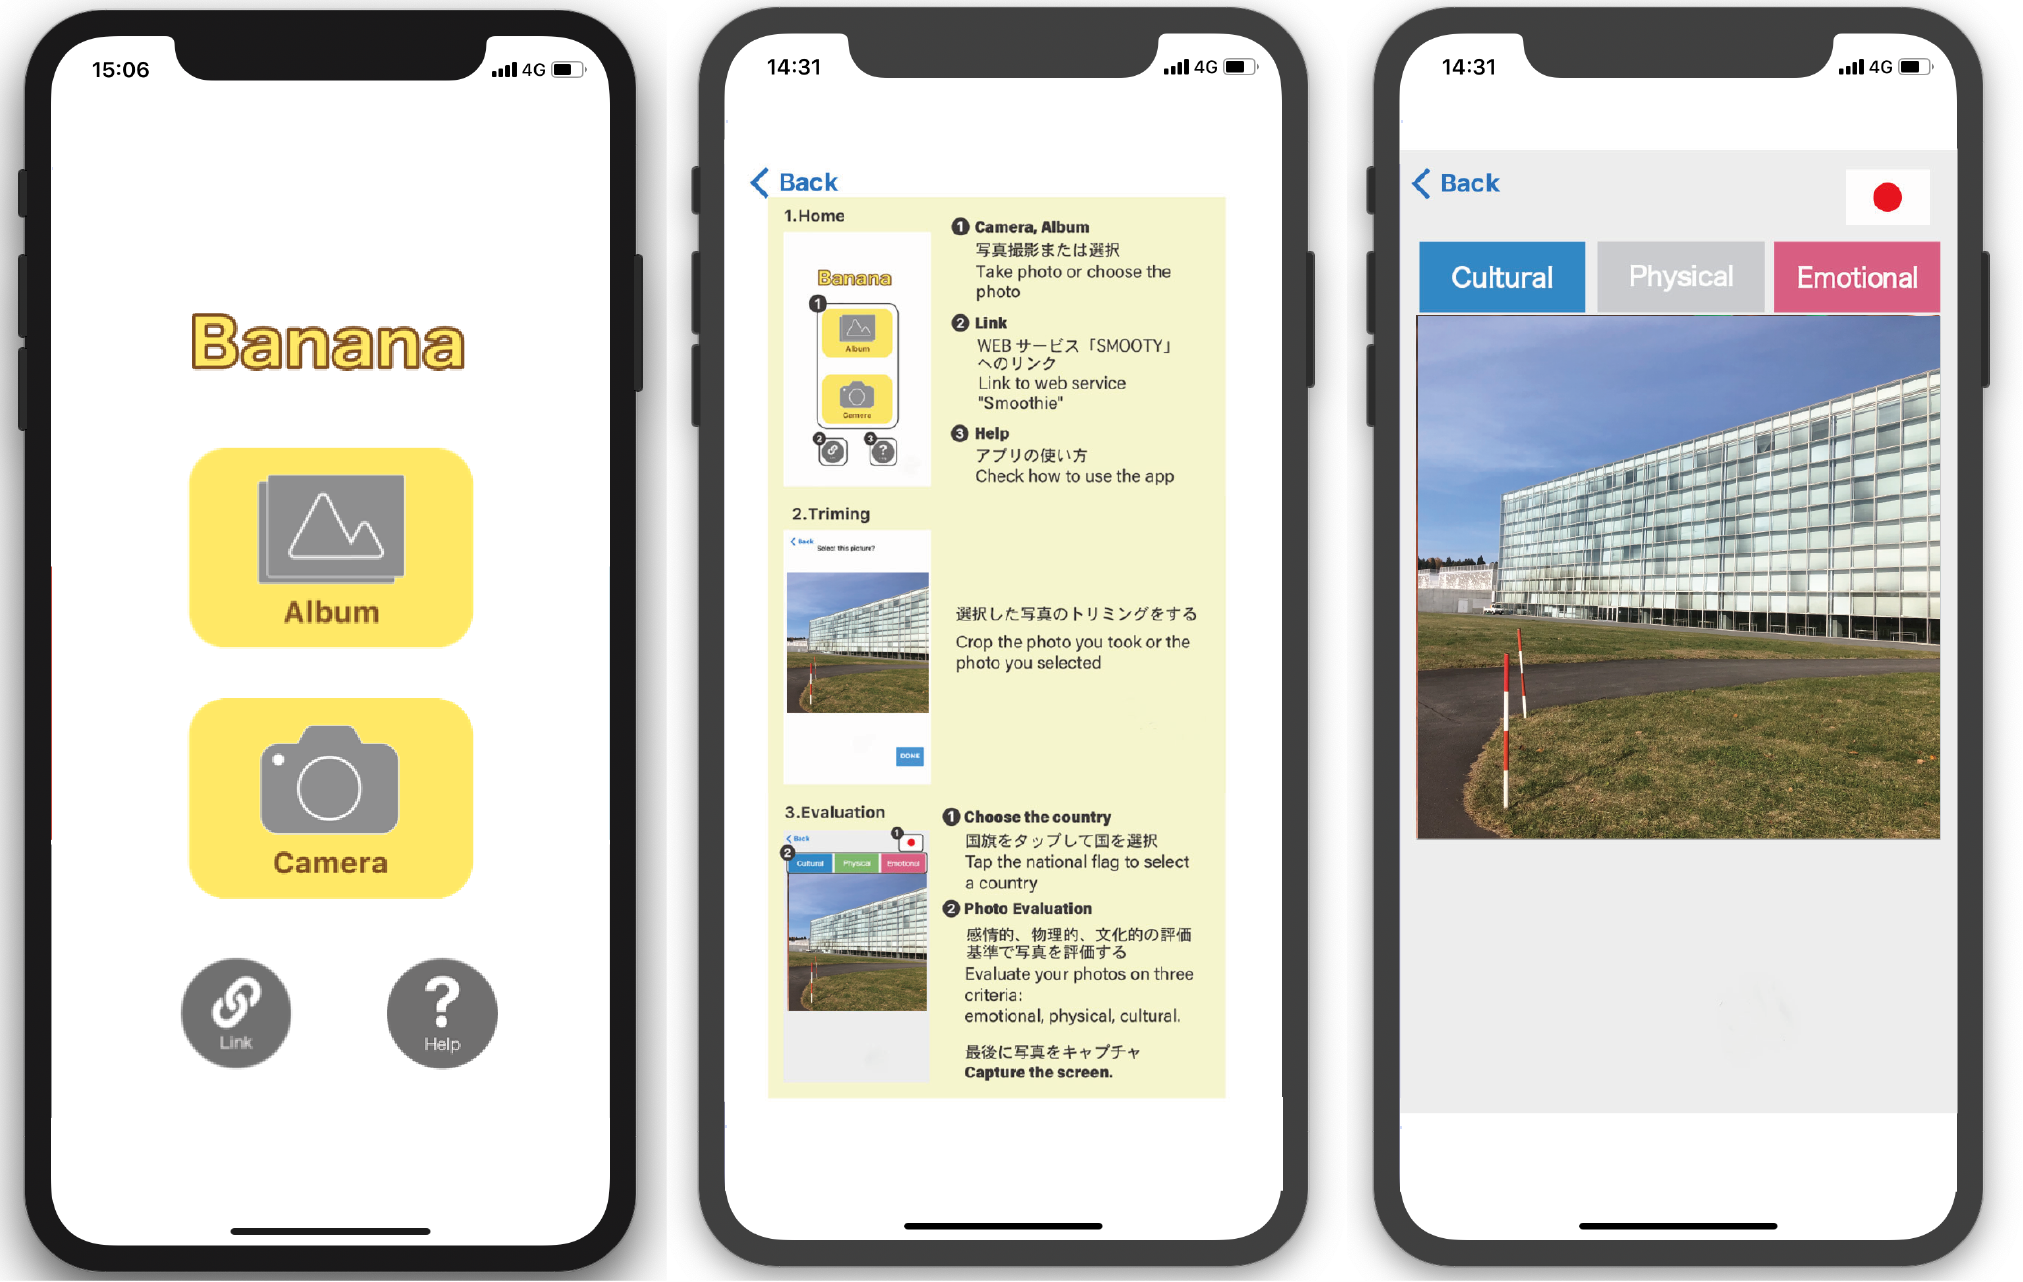 15:06
4G
Banana
Album
Camera
Link
Help
14:31
4G
Back
1.Home
Banana
1
Album
Camera
2
3
?
1 Camera, Album
写真撮影または選択
Take photo or choose the
photo
2 Link
WEB サービス「SMOOTY」
へのリンク
Link to web service
"Smoothie"
3 Help
アプリの使い方
Check how to use the app
2.Triming
Back
Select this picture?
DONE
選択した写真のトリミングをする
Crop the photo you took or the
photo you selected
3.Evaluation
Back
1
2
Cultural
Physical
Emotional
1 Choose the country
国旗をタップして国を選択
Tap the national flag to select
a country
2 Photo Evaluation
感情的、物理的、文化的の評価
基準で写真を評価する
Evaluate your photos on three
criteria:
emotional, physical, cultural.
最後に写真をキャプチャ
Capture the screen.
14:31
4G
Back
Cultural
Physical
Emotional